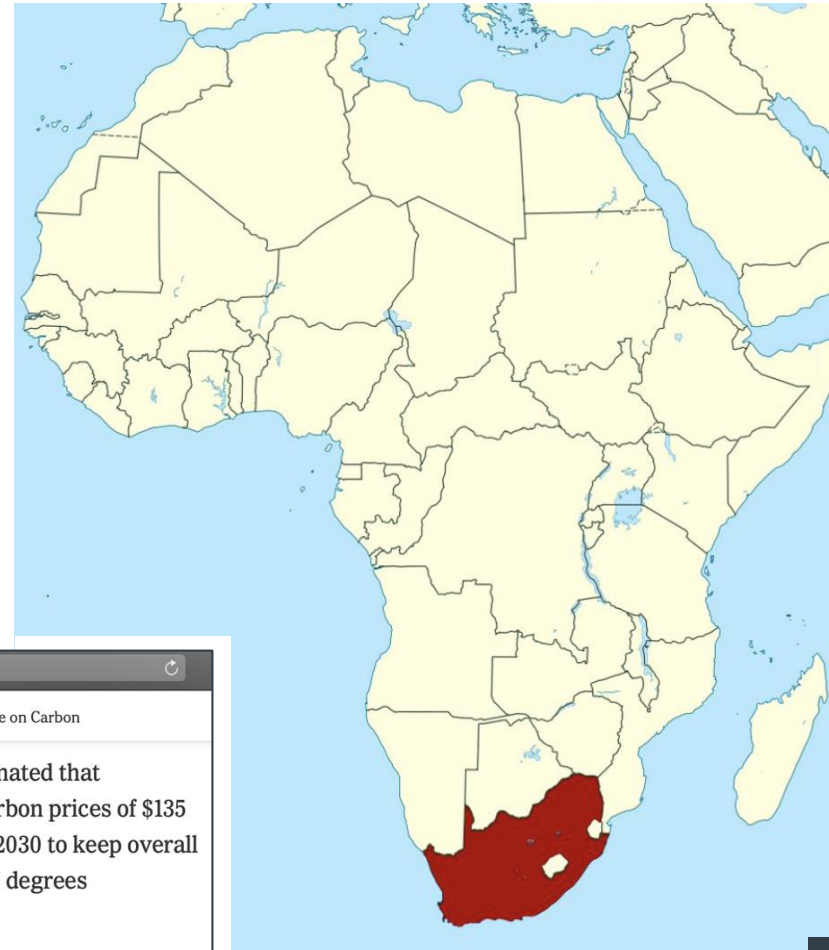 e on Carbon
nated that
rbon prices of $135
2030 to keep overall
degrees